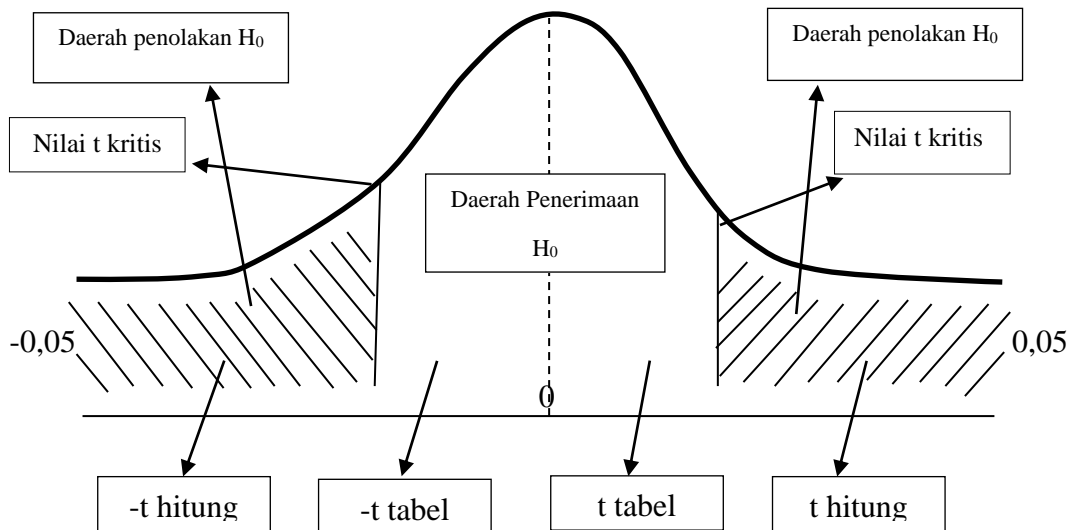 Daerah penolakan H₀
Daerah penolakan H₀
Nilai t kritis
Nilai t kritis
Daerah Penerimaan
H₀
-0,05
0,05
0
-t hitung
-t tabel
t tabel
t hitung